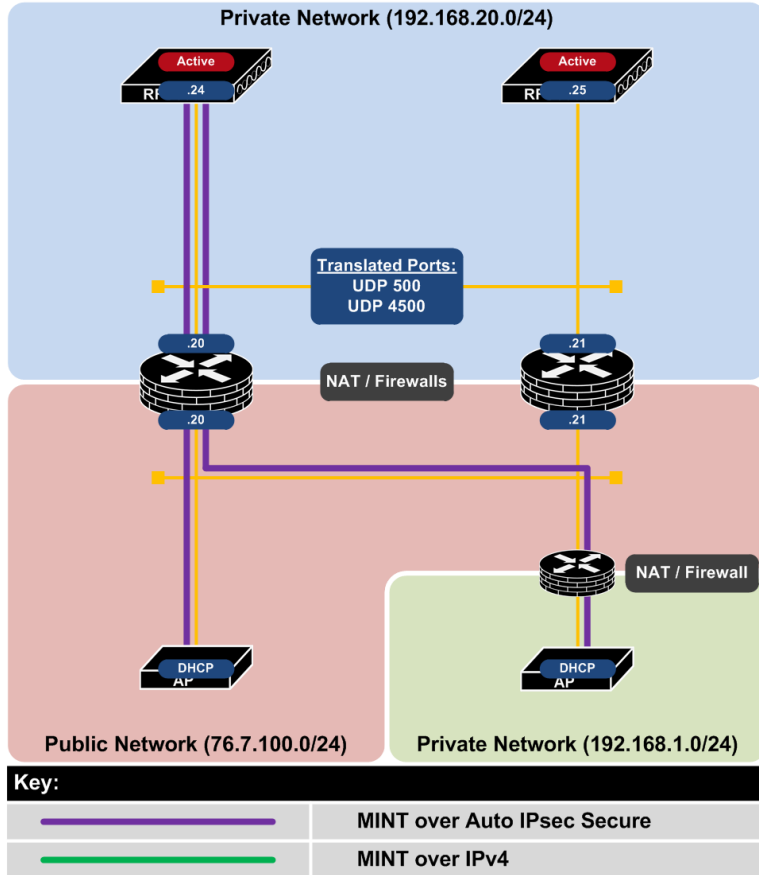 Private Network (192.168.20.0/24)
Active
Active
.24
.25
Translated Ports:
UDP 500
UDP 4500
.20
.21
NAT / Firewalls
.20
.21
NAT / Firewall
DHCP
AP
DHCP
AP
Public Network (76.7.100.0/24)
Private Network (192.168.1.0/24)
Key:
MINT over Auto IPsec Secure
MINT over IPv4